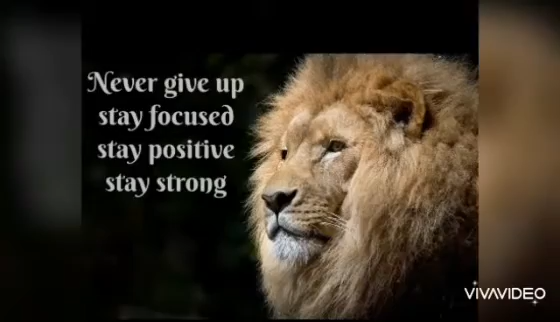 Never give up
stay focused
stay positive
stay strong
VIVAVIDEO